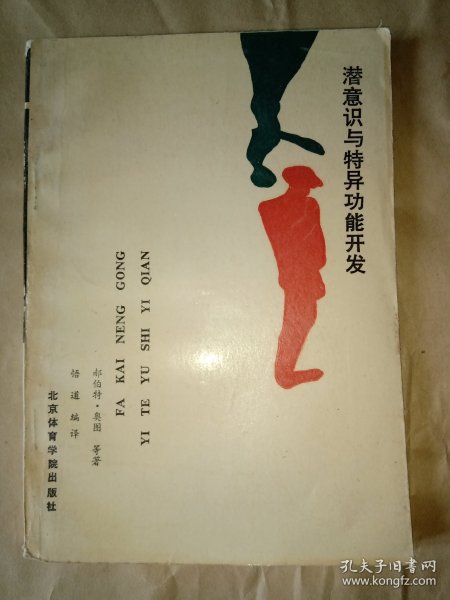 潜意识与特异功能开发
FA KAI NENG GONG
YI TE YU SHI YI QIAN
郝伯特·奥图 等著
悟道编译
北京体育学院出版社
孔夫子旧书网
www.kongfz.com